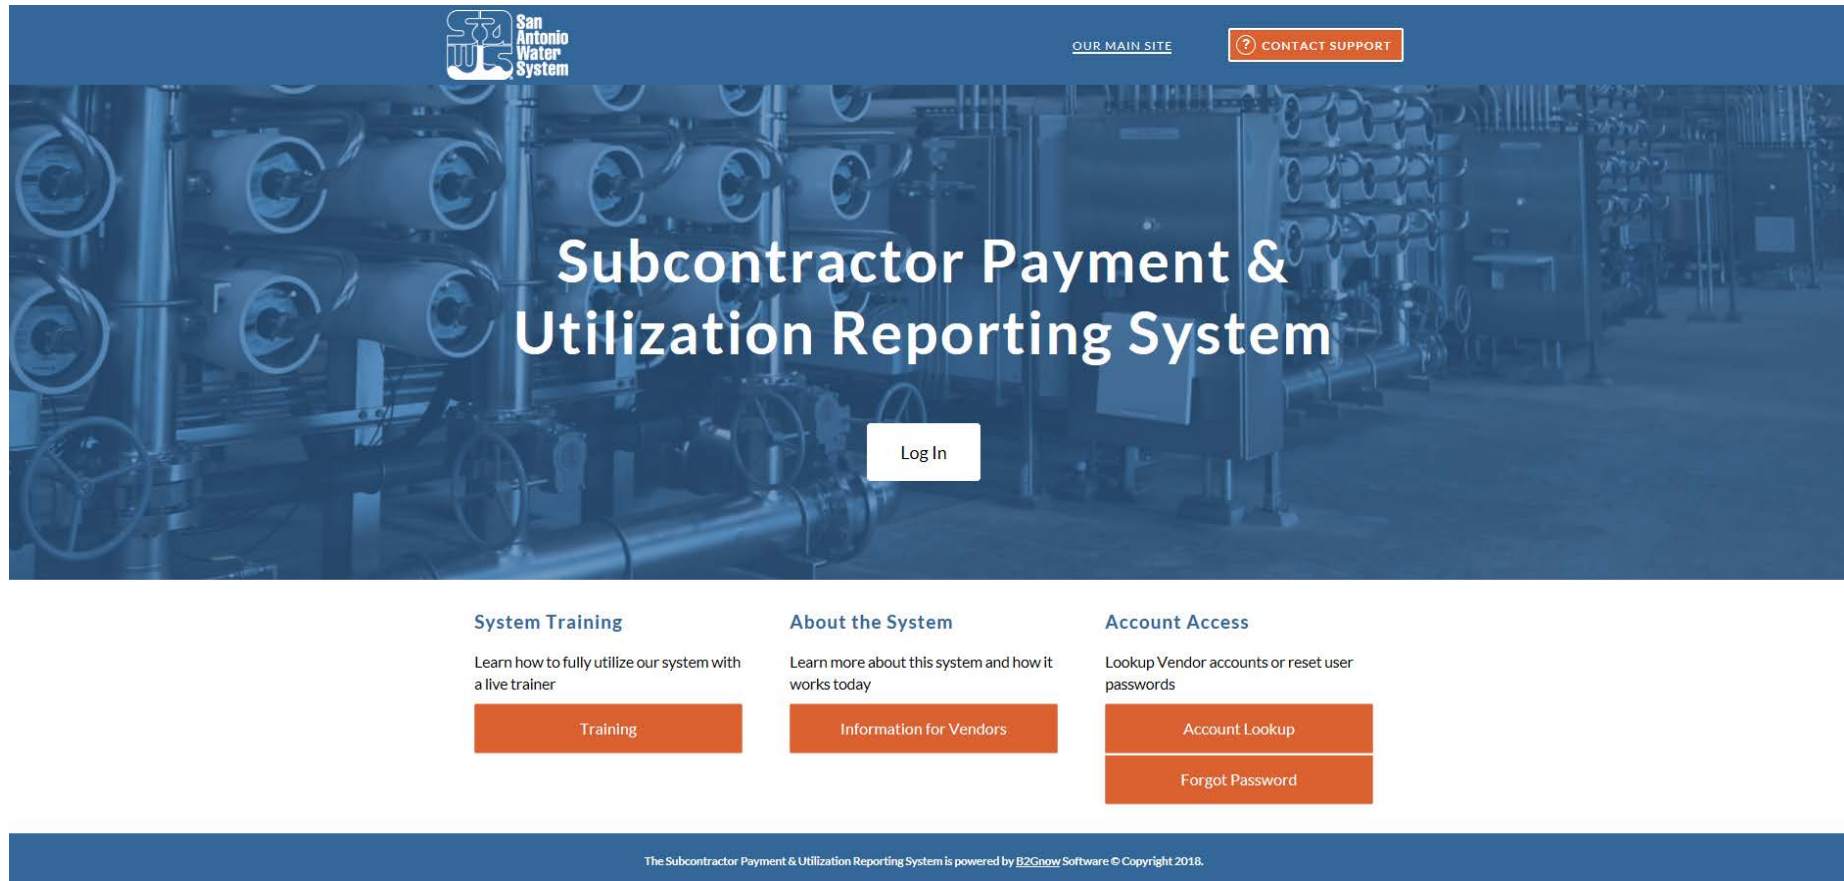 San
Antonio
Water
System
OUR MAIN SITE
? CONTACT SUPPORT
Subcontractor Payment &
Utilization Reporting System
Log In
System Training
Learn how to fully utilize our system with
a live trainer
Training
About the System
Learn more about this system and how it
works today
Information for Vendors
Account Access
Lookup Vendor accounts or reset user
passwords
Account Lookup
Forgot Password
The Subcontractor Payment & Utilization Reporting System is powered by B2Gnow Software © Copyright 2018.